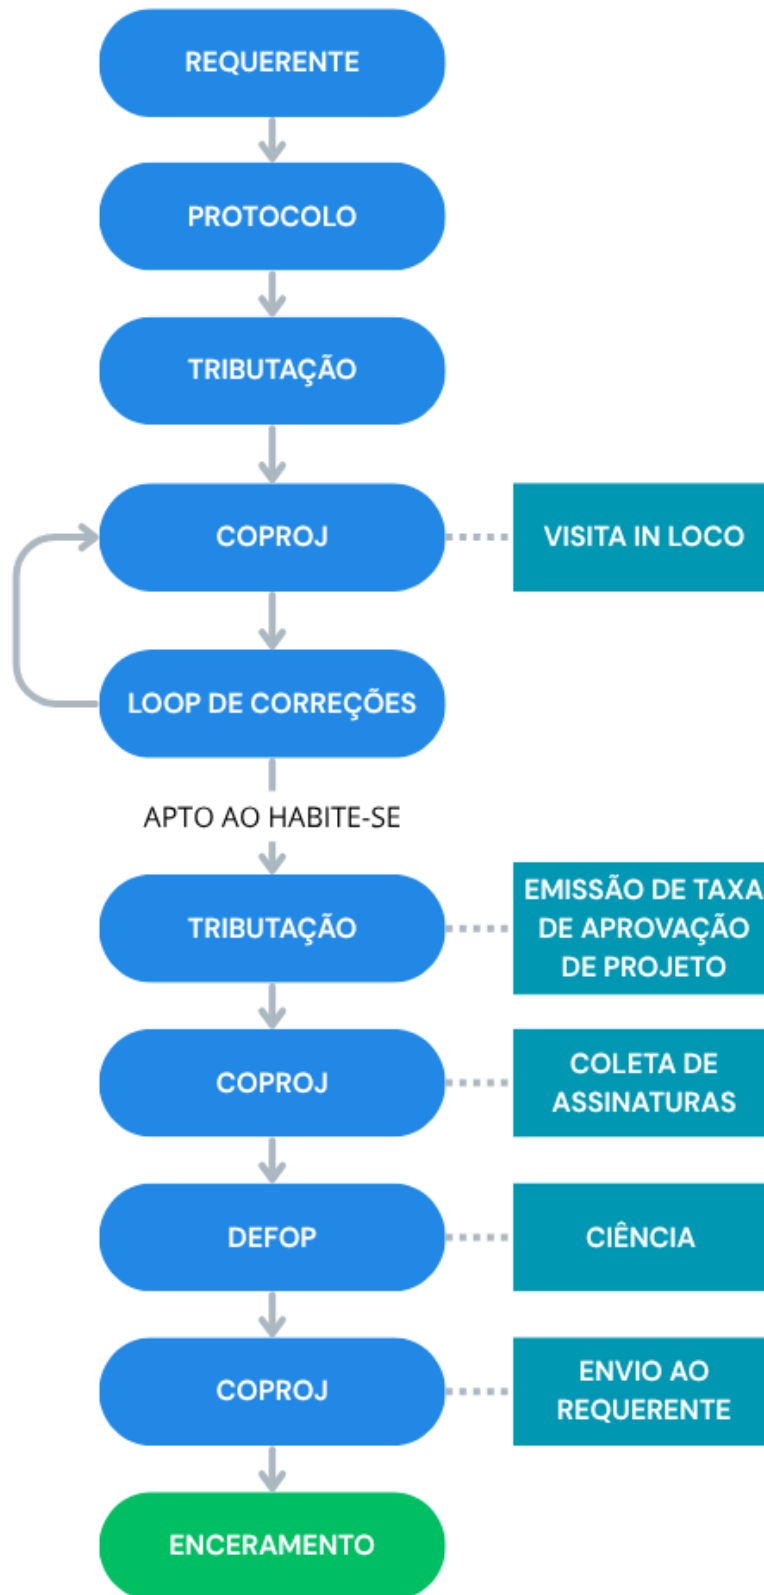 REQUERENTE
PROTOCOLO
TRIBUTAÇÃO
COPROJ
VISITA IN LOCO
LOOP DE CORREÇÕES
APTO AO HABITE-SE
TRIBUTAÇÃO
EMISSÃO DE TAXA
DE APROVAÇÃO
DE PROJETO
COPROJ
COLETA DE
ASSINATURAS
DEFOP
CIÊNCIA
COPROJ
ENVIO AO
REQUERENTE
ENCERAMENTO